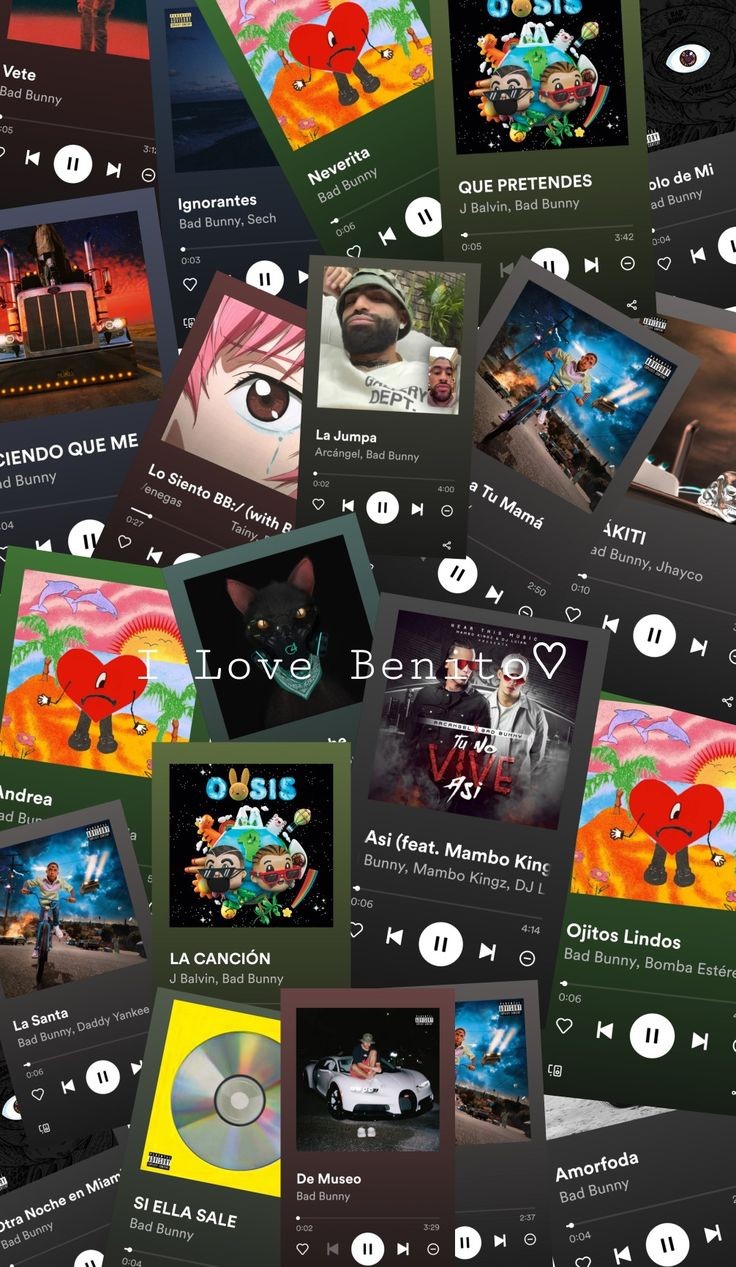 Vete
Bad Bunny
:05
3:1
Ignorantes
Bad Bunny, Sech
0:03
Neverita
Bad Bunny
0:06
OASIS
QUE PRETENDES
J Balvin, Bad Bunny
0:05
3:42
olo de Mi
ad Bunny
0:04
CIENDO QUE ME
ad Bunny
:04
Lo Siento BB:/ (with B
Venegas
Tainy,
0:27
GALLERY
DEPT.
La Jumpa
Arcángel, Bad Bunny
0:02
4:00
a Tu Mamá
2:50
ÁKITI
ad Bunny, Jhayco
0:10
I Love Benito♡
Andrea
ad Bun
HEAR THIS MUSIC
MAMBO KINGZ & DJ LUIAN
ARCANGEL X BAD BUNNY
TU NO
VIVE
ASI
Asi (feat. Mambo King
Bunny, Mambo Kingz, DJ L
0:06
4:14
OASIS
LA CANCIÓN
J Balvin, Bad Bunny
Ojitos Lindos
Bad Bunny, Bomba Estére
0:06
La Santa
Bad Bunny, Daddy Yankee
0:06
Otra Noche en Miam
Bad Bunny
SI ELLA SALE
Bad Bunny
0:04
De Museo
Bad Bunny
0:02
3:29
2:37
Amorfoda
Bad Bunny
0:04